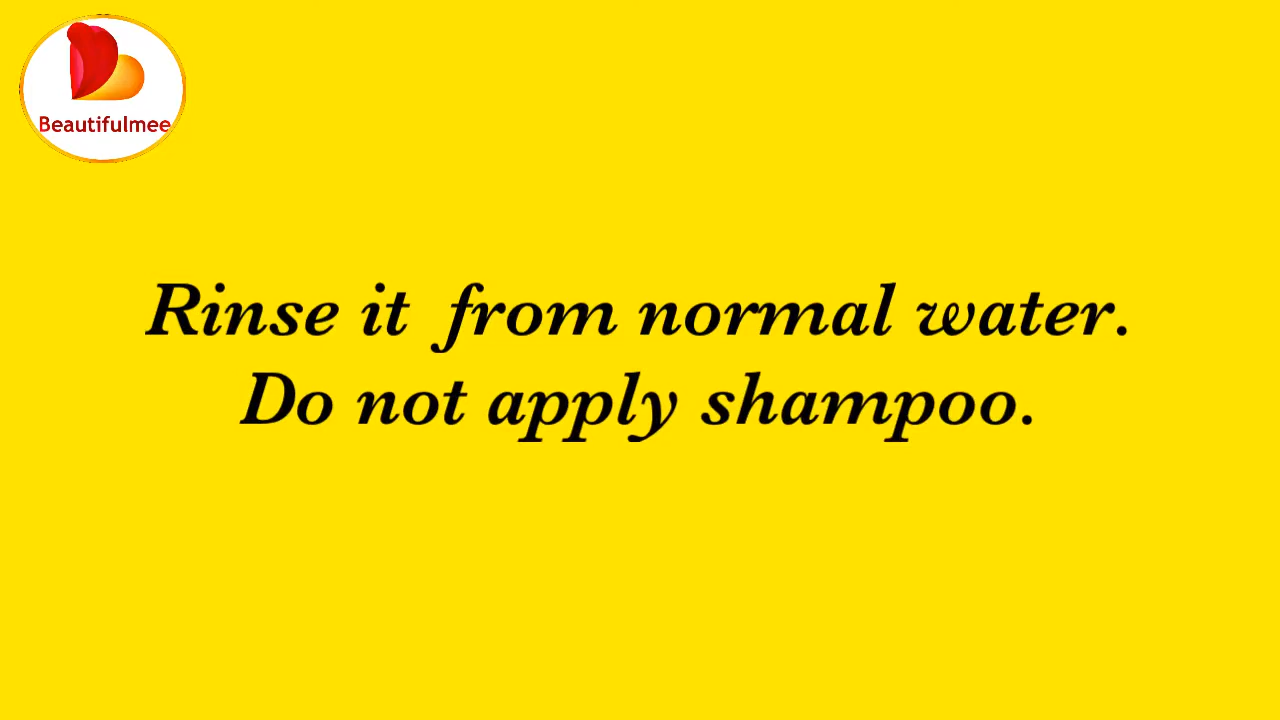 Beautifulmee
Rinse it from normal water.
Do not apply shampoo.